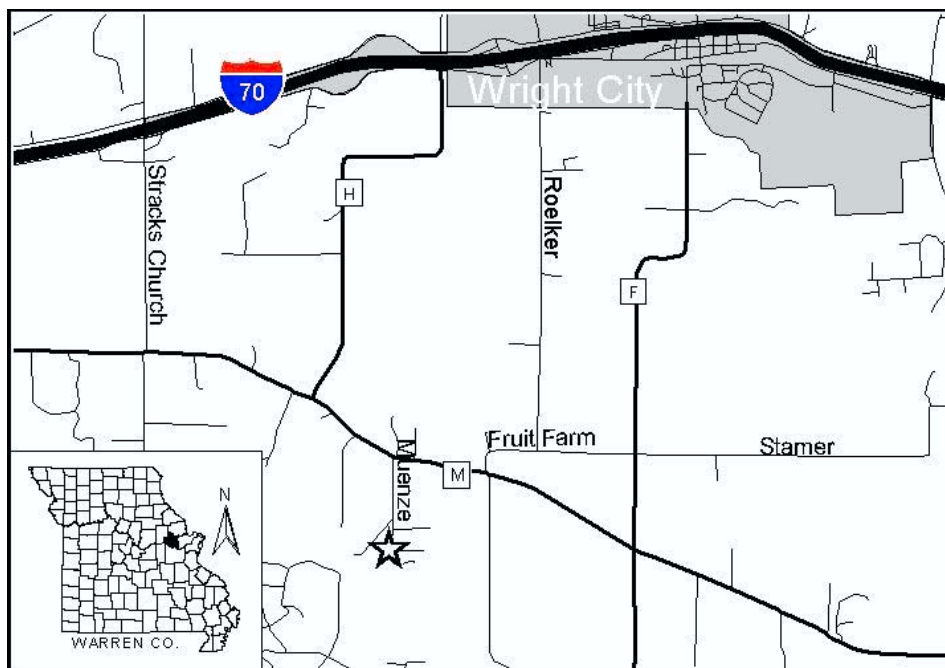 Wright City
70
Stracks Church
H
Roelker
F
Fruit Farm
Stamer
Muenze
M
N
WARREN CO.